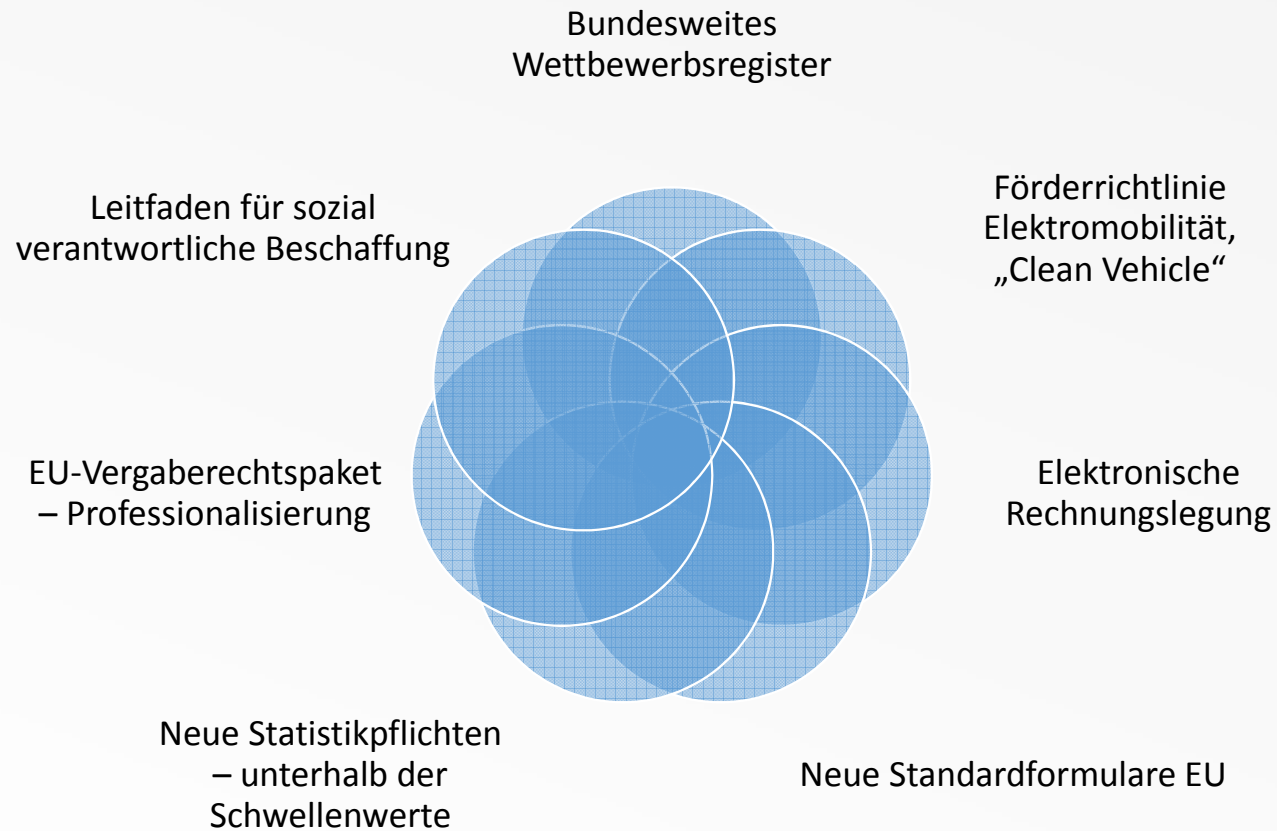 Bundesweites
Wettbewerbsregister
Leitfaden für sozial
verantwortliche Beschaffung
Förderrichtlinie
Elektromobilität,
„Clean Vehicle“
EU-Vergaberechtspaket
– Professionalisierung
Elektronische
Rechnungslegung
Neue Statistikpflichten
– unterhalb der
Schwellenwerte
Neue Standardformulare EU